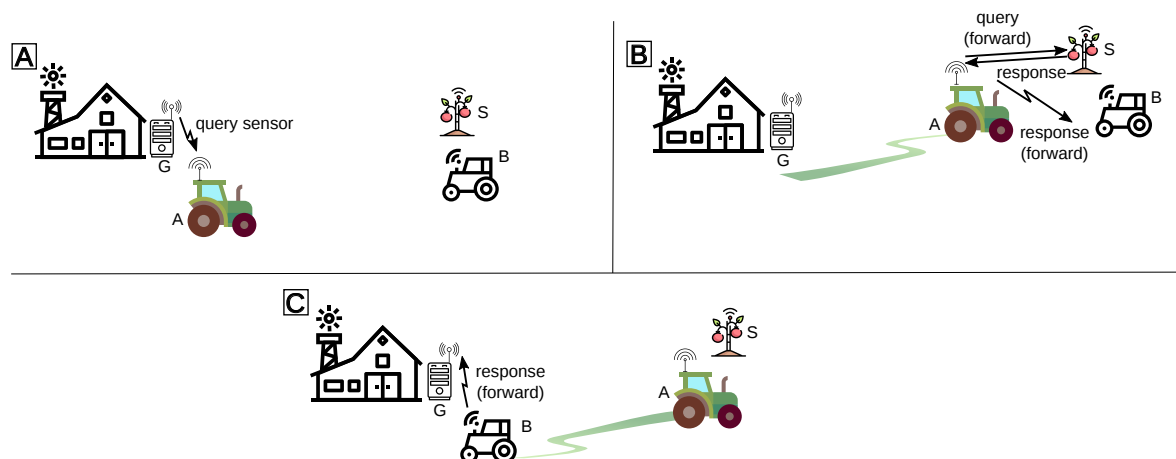 A
query sensor
G
A
S
B
B
query
(forward)
S
response
B
A
response
(forward)
G
C
S
response
(forward)
A
G
B